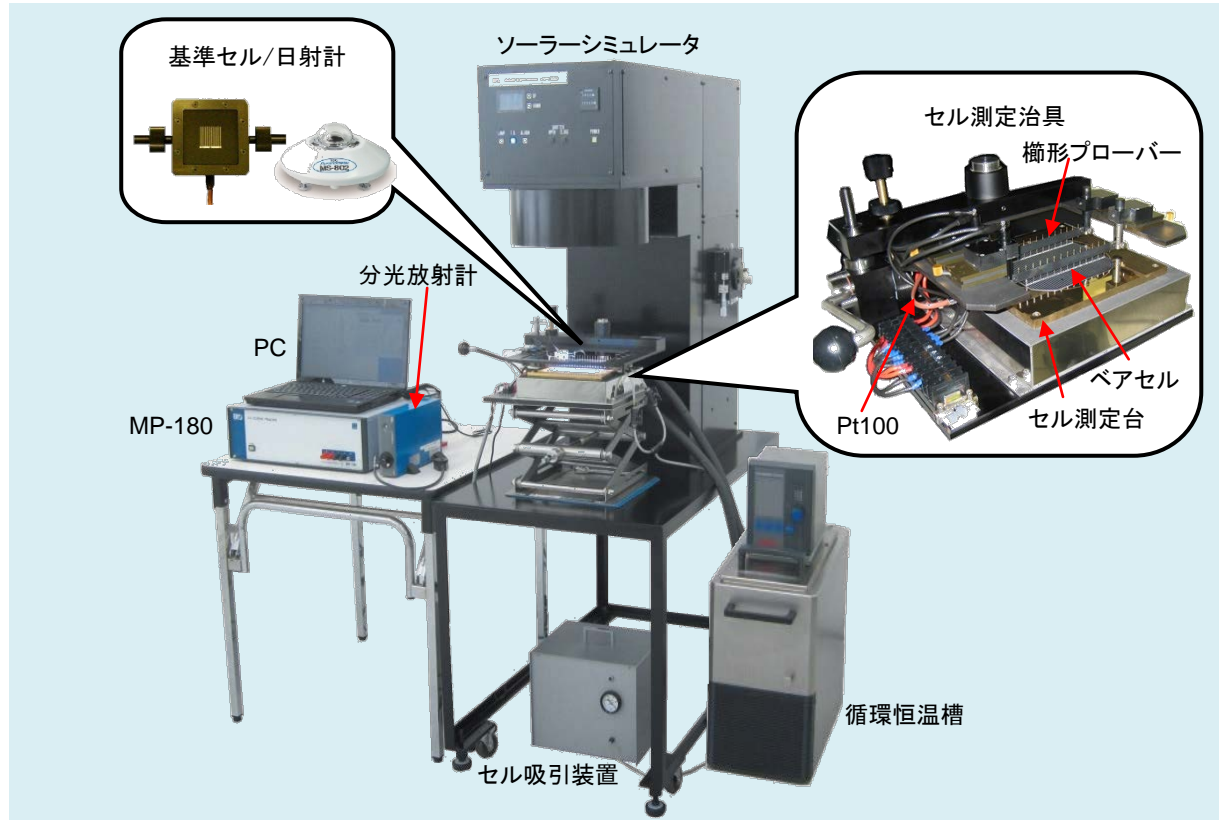 ソーラーシミュレータ
基準セル/日射計
MS-802
セル測定治具
櫛形プローバー
分光放射計
PC
MP-180
ベアセル
Pt100
セル測定台
循環恒温槽
セル吸引装置